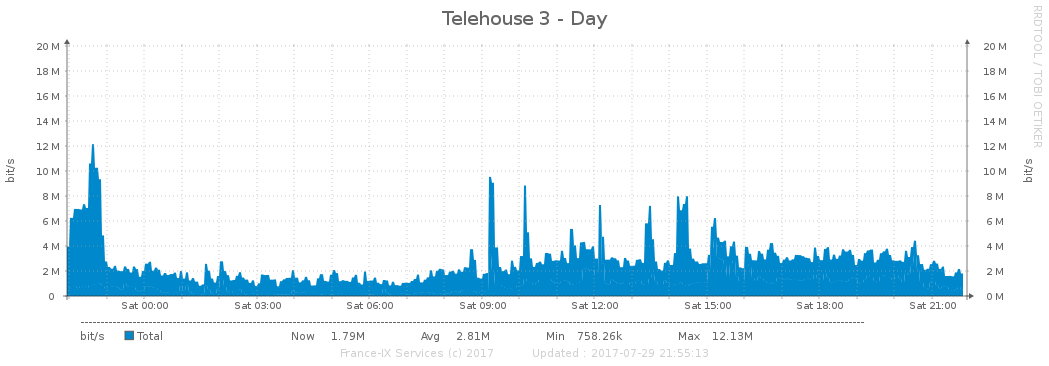 Telehouse 3 - Day
RRDTOOL / TOBI OETIKER
20 M 20 M
18 M 18 M
16 M 16 M
14 M 14 M
12 M 12 M
10 M 10 M
8 M 8 M
6 M 6 M
4 M 4 M
2 M 2 M
0 0 M
bit/s bit/s
Sat 00:00 Sat 03:00 Sat 06:00 Sat 09:00 Sat 12:00 Sat 15:00 Sat 18:00 Sat 21:00
bit/s Total Now 1.79M Avg 2.81M Min 758.26k Max 12.13M
France-IX Services (c) 2017 Updated : 2017-07-29 21:55:13